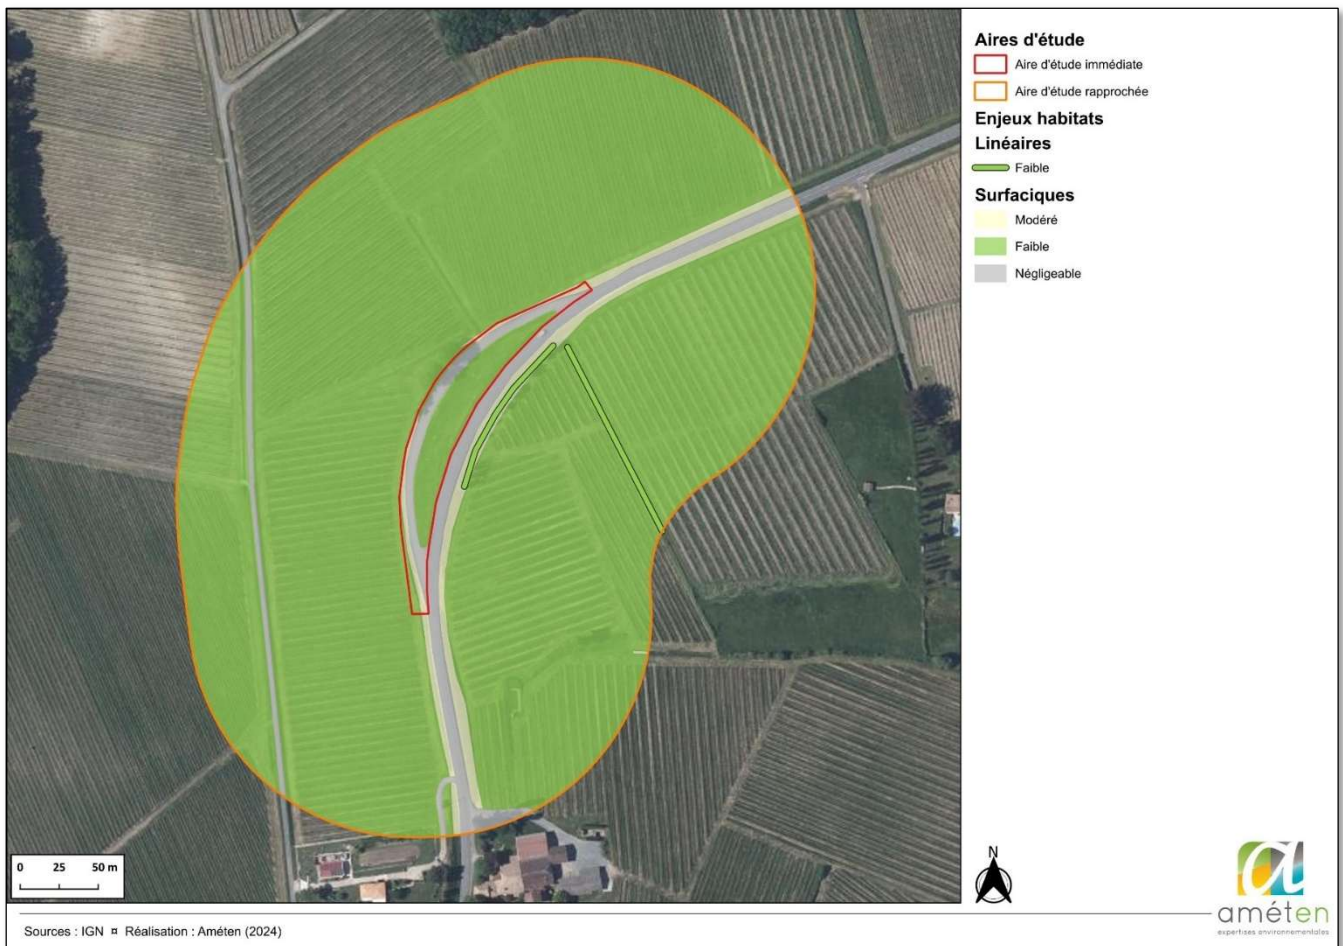 Aires d'étude
Aire d'étude immédiate
Aire d'étude rapprochée
Enjeux habitats
Linéaires
Faible
Surfaciques
Modéré
Faible
Négligeable
0 25 50 m
N
a
améten
expertises environnementales
Sources : IGN ¤ Réalisation : Améten (2024)